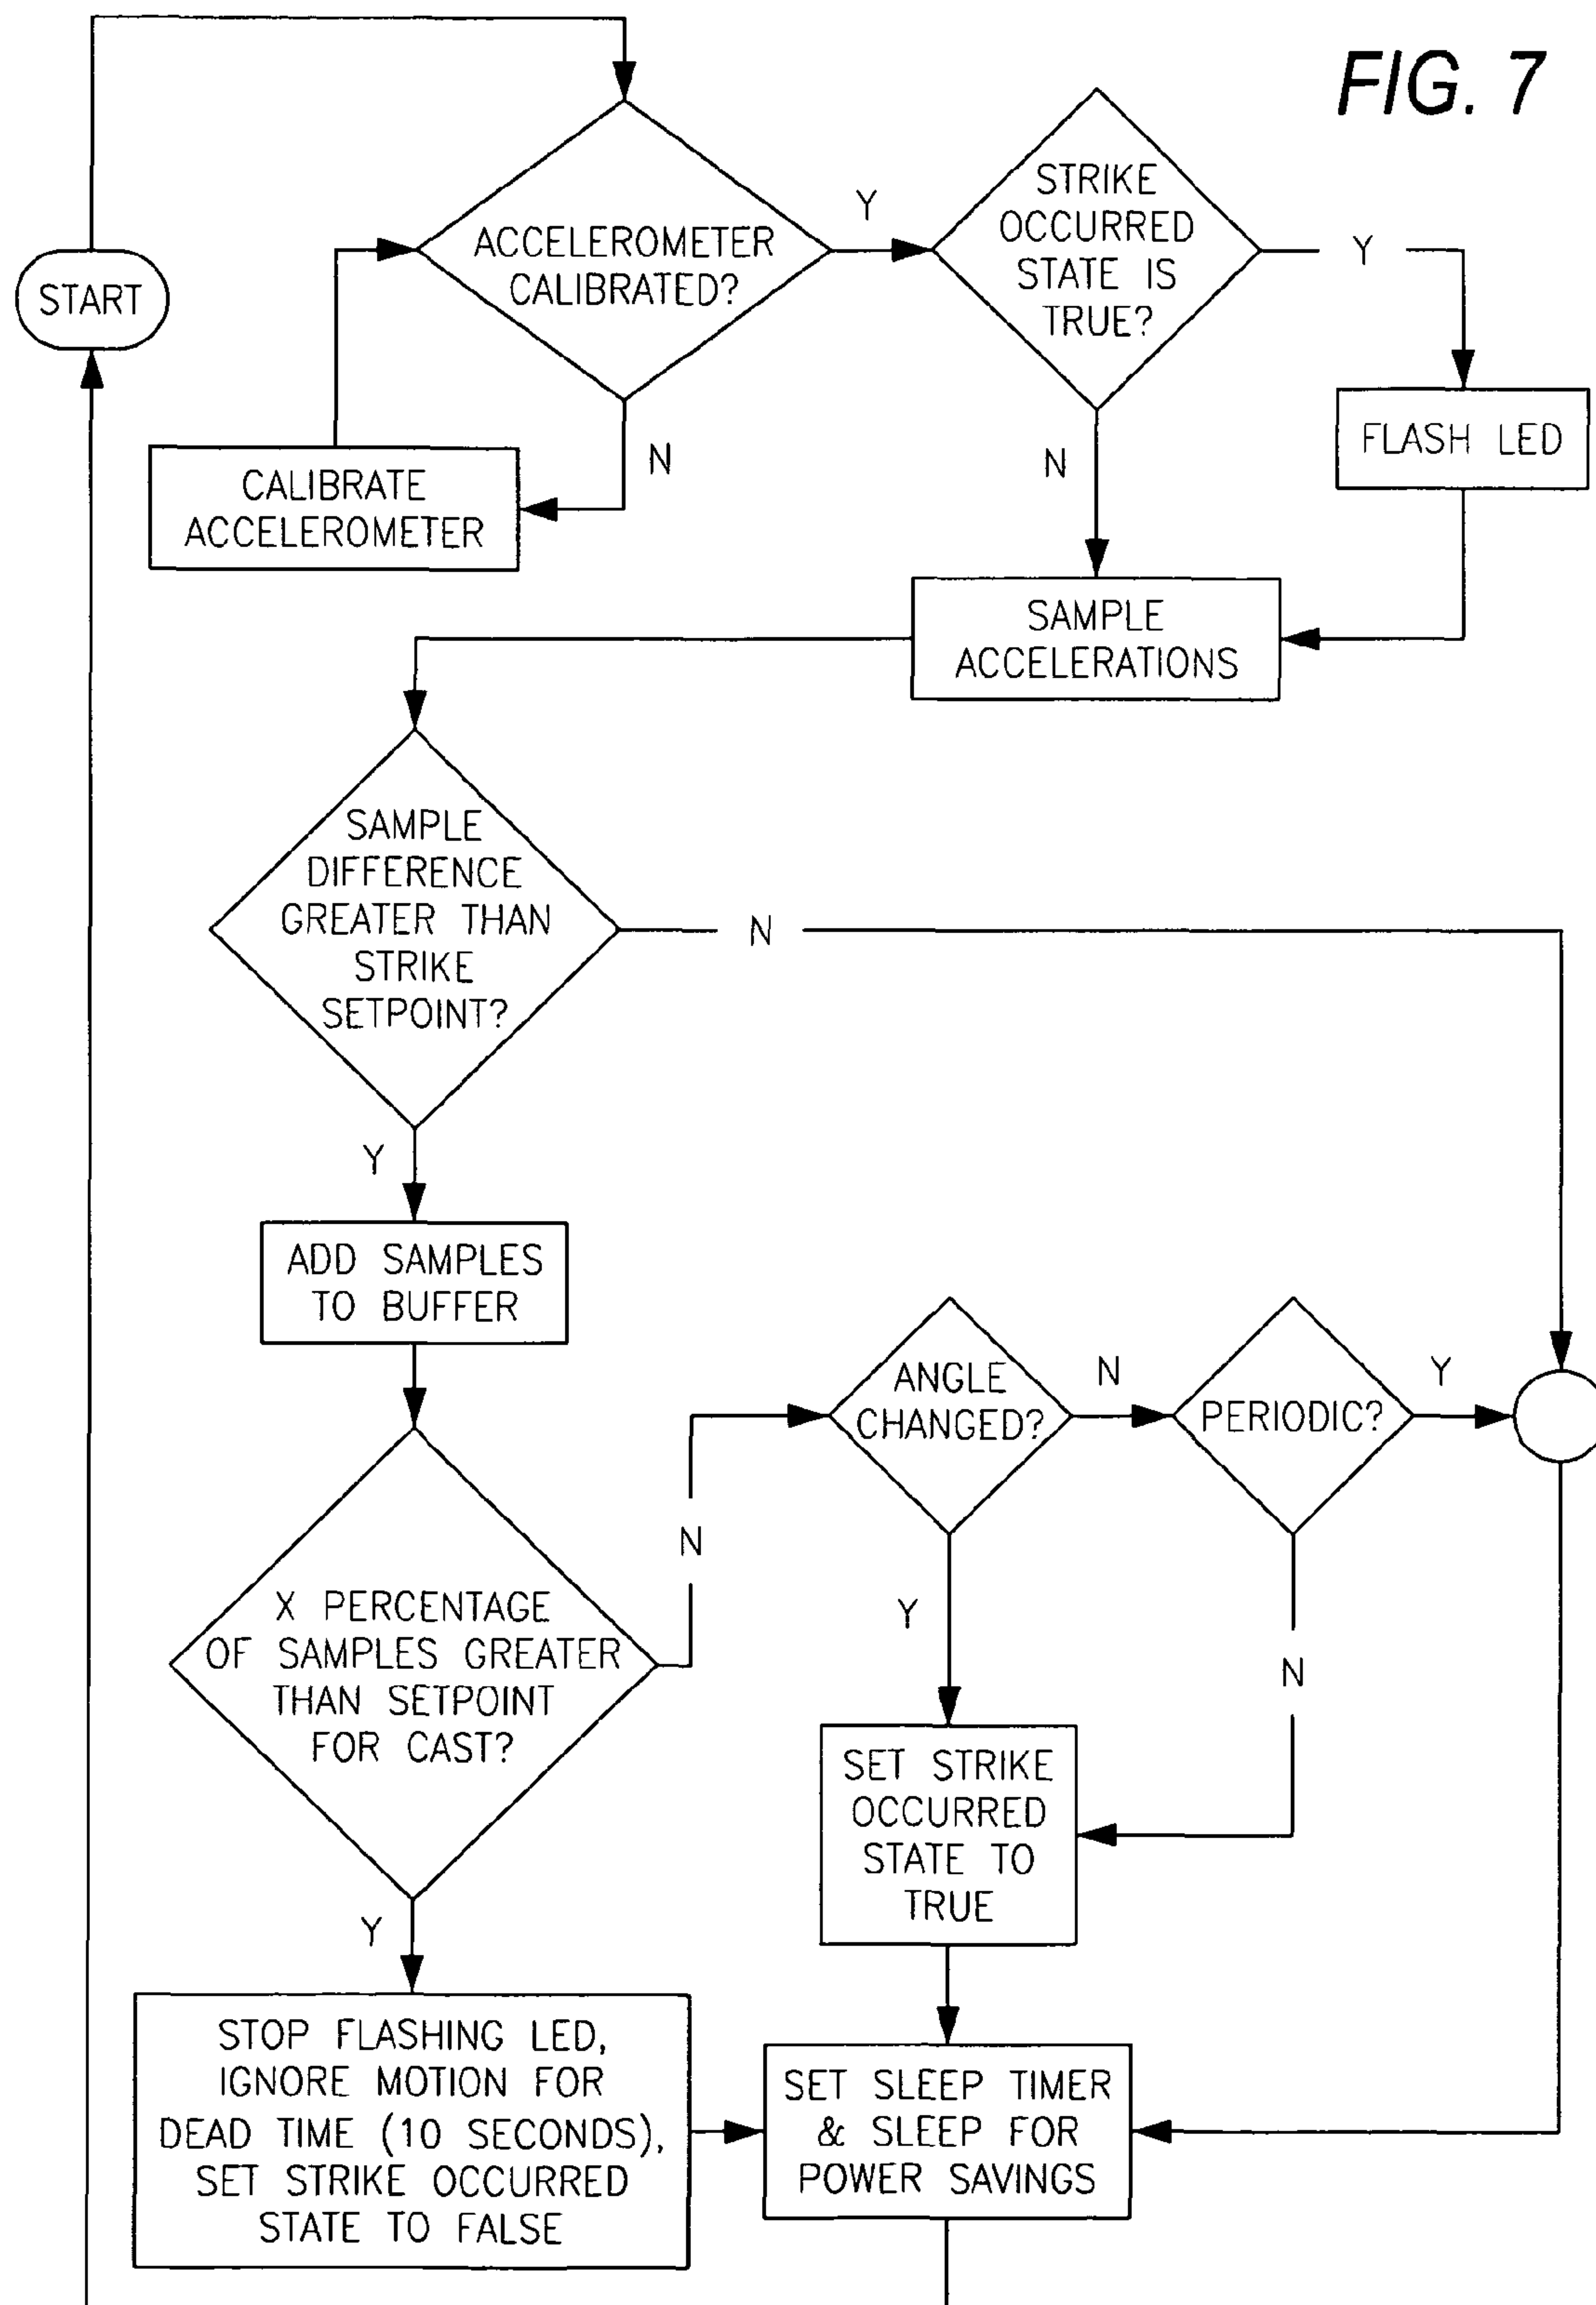 FIG. 7
START
ACCELEROMETER
CALIBRATED?
Y
N
CALIBRATE
ACCELEROMETER
STRIKE
OCCURRED
STATE IS
TRUE?
Y
N
FLASH LED
SAMPLE
ACCELERATIONS
SAMPLE
DIFFERENCE
GREATER THAN
STRIKE
SETPOINT?
N
Y
ADD SAMPLES
TO BUFFER
X PERCENTAGE
OF SAMPLES GREATER
THAN SETPOINT
FOR CAST?
N
Y
ANGLE
CHANGED?
N
Y
PERIODIC?
Y
N
SET STRIKE
OCCURRED
STATE TO
TRUE
STOP FLASHING LED,
IGNORE MOTION FOR
DEAD TIME (10 SECONDS),
SET STRIKE OCCURRED
STATE TO FALSE
SET SLEEP TIMER
& SLEEP FOR
POWER SAVINGS